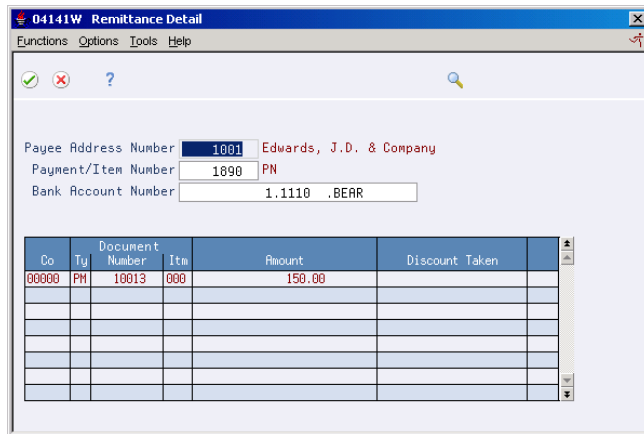 04141W Remittance Detail
Functions Options Tools Help
?
Payee Address Number 1001 Edwards, J.D. & Company
Payment/Item Number 1890 PN
Bank Account Number 1.1110 .BEAR
Document
Co Ty Number Itm Amount Discount Taken
00000 PM 10013 000 150.00